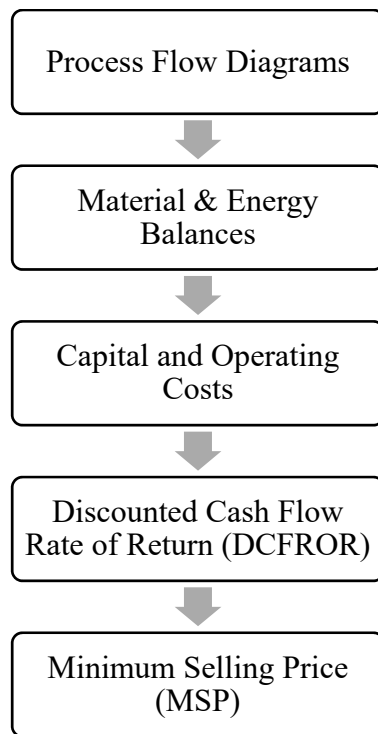 Process Flow Diagrams
Material & Energy
Balances
Capital and Operating
Costs
Discounted Cash Flow
Rate of Return (DCFROR)
Minimum Selling Price
(MSP)